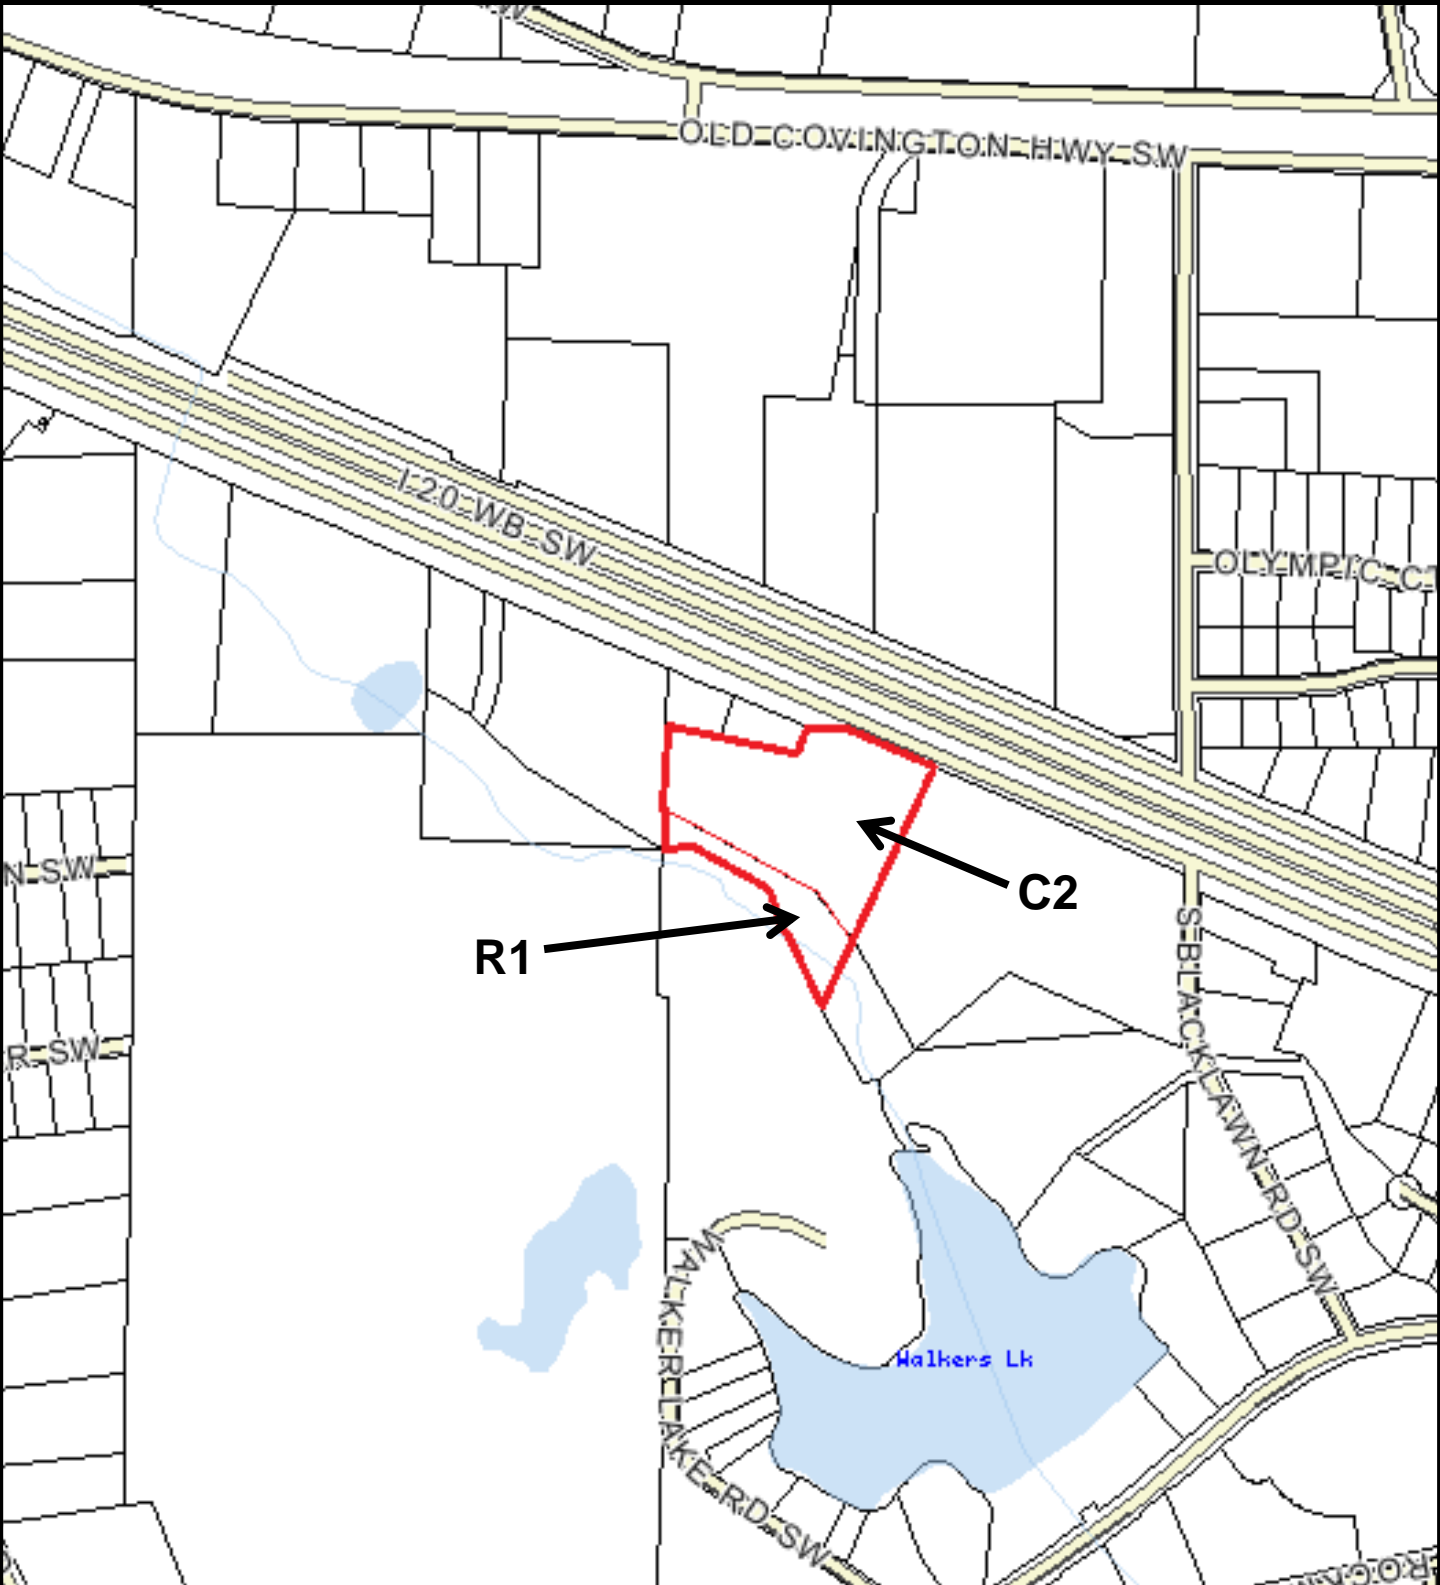 W
OLD COVINGTON HWY SW
I 20 WB SW
OLYMPIC CT
N SW
C2
R1
S BLACKLAWN RD SW
R SW
WALKER LAKE RD SW
Walkers Lk